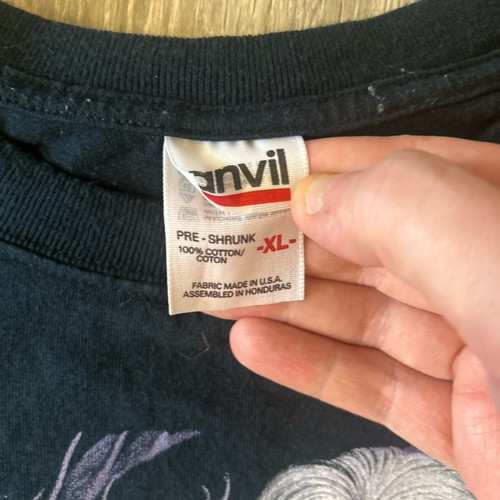 anvil
PRE - SHRUNK
-XL-
100% COTTON/
COTON
FABRIC MADE IN U.S.A.
ASSEMBLED IN HONDURAS